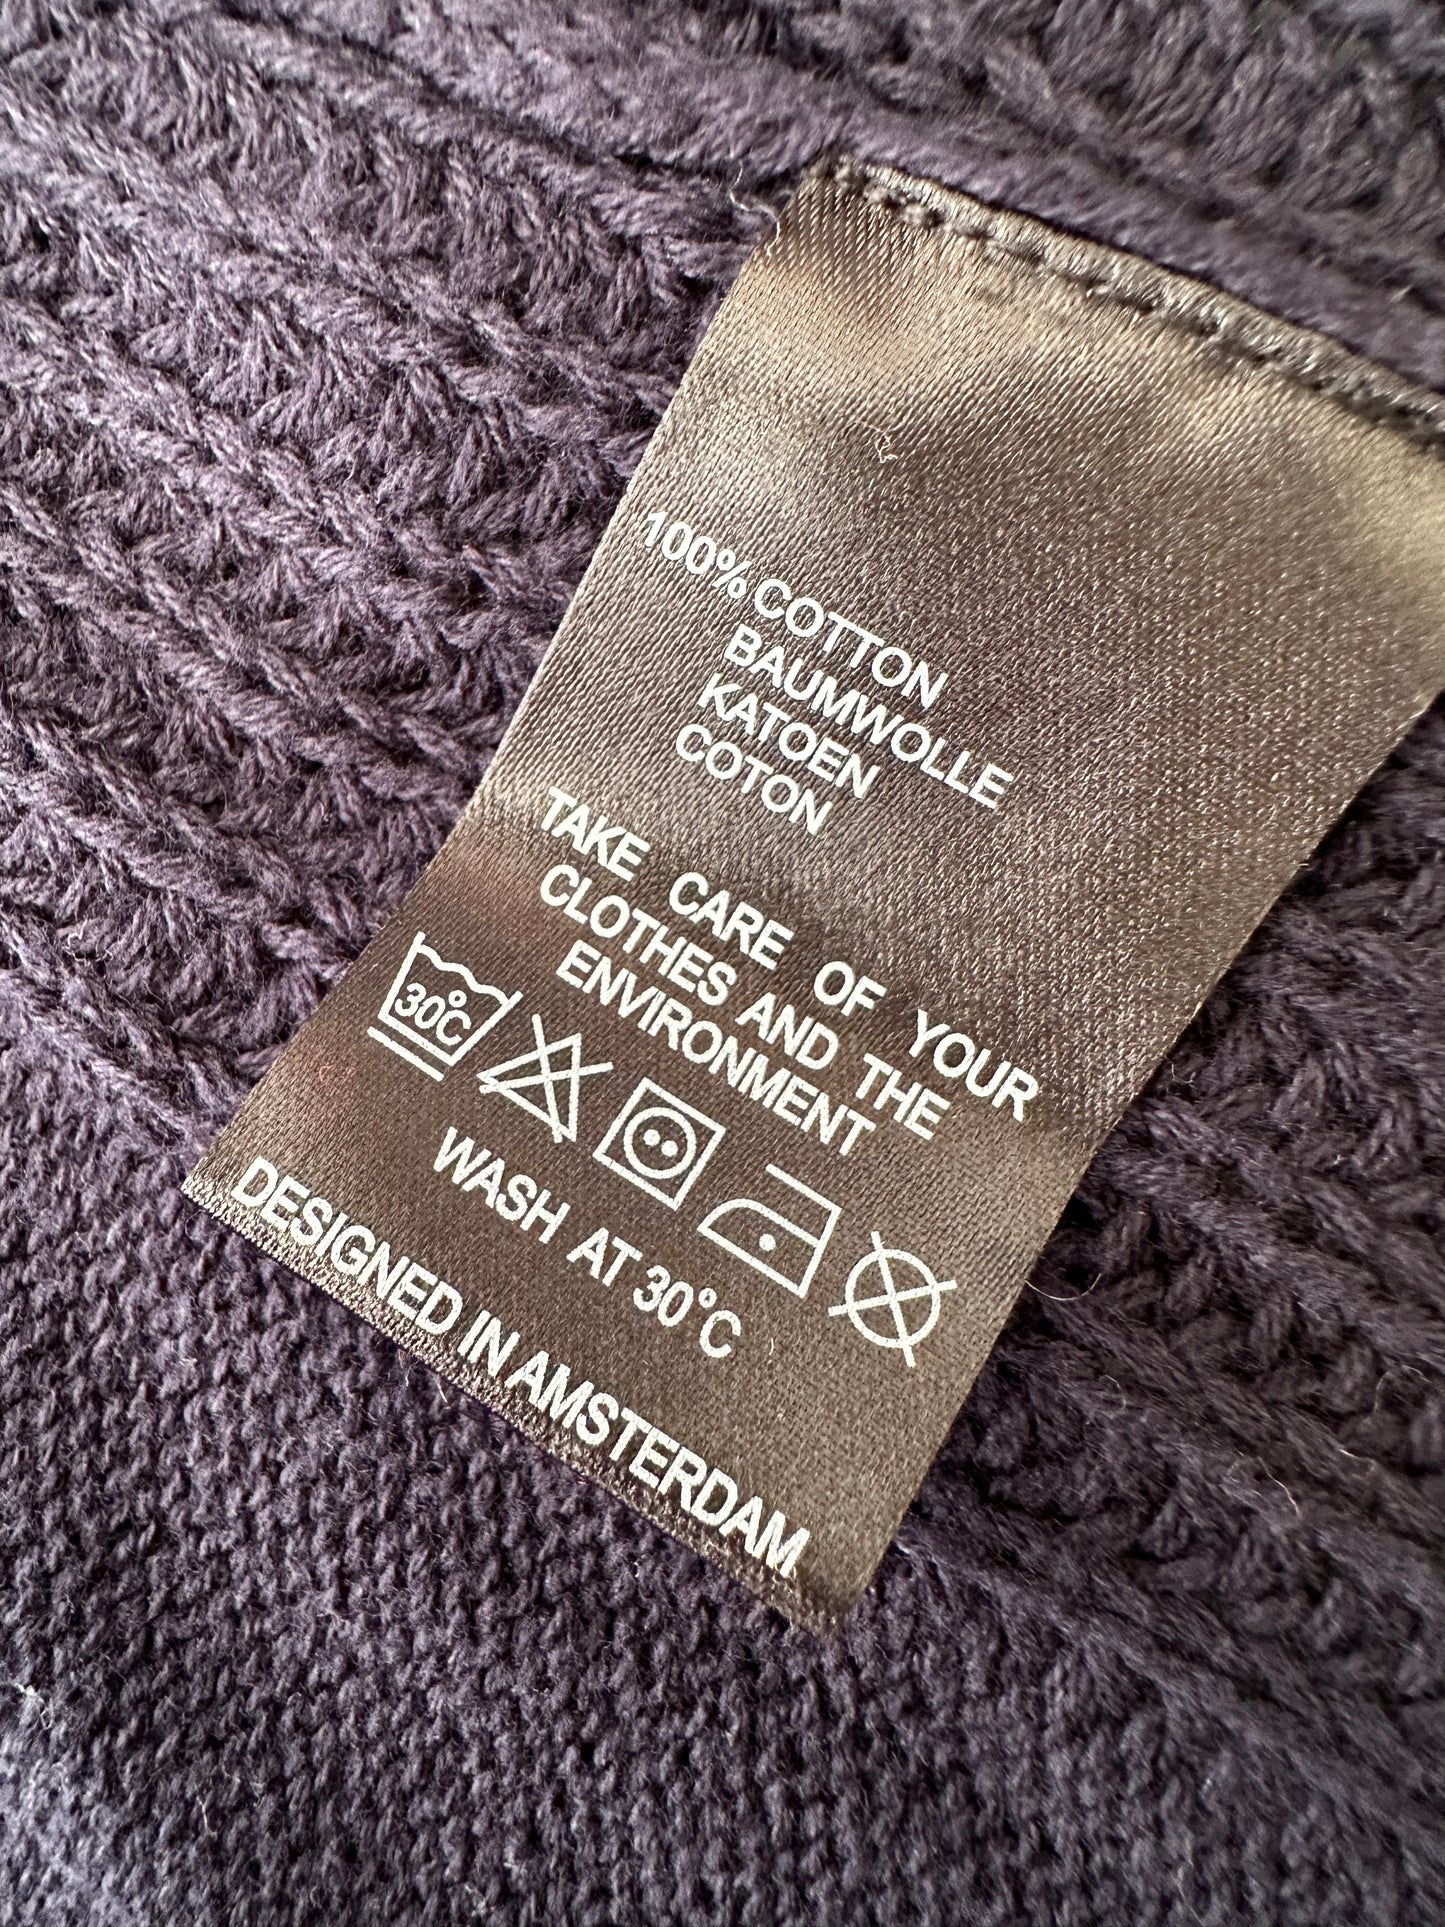 100% COTTON
BAUMWOLLE
KATOEN
COTON
TAKE CARE OF YOUR
CLOTHES AND THE
ENVIRONMENT
30°C
WASH AT 30°C
DESIGNED IN AMSTERDAM